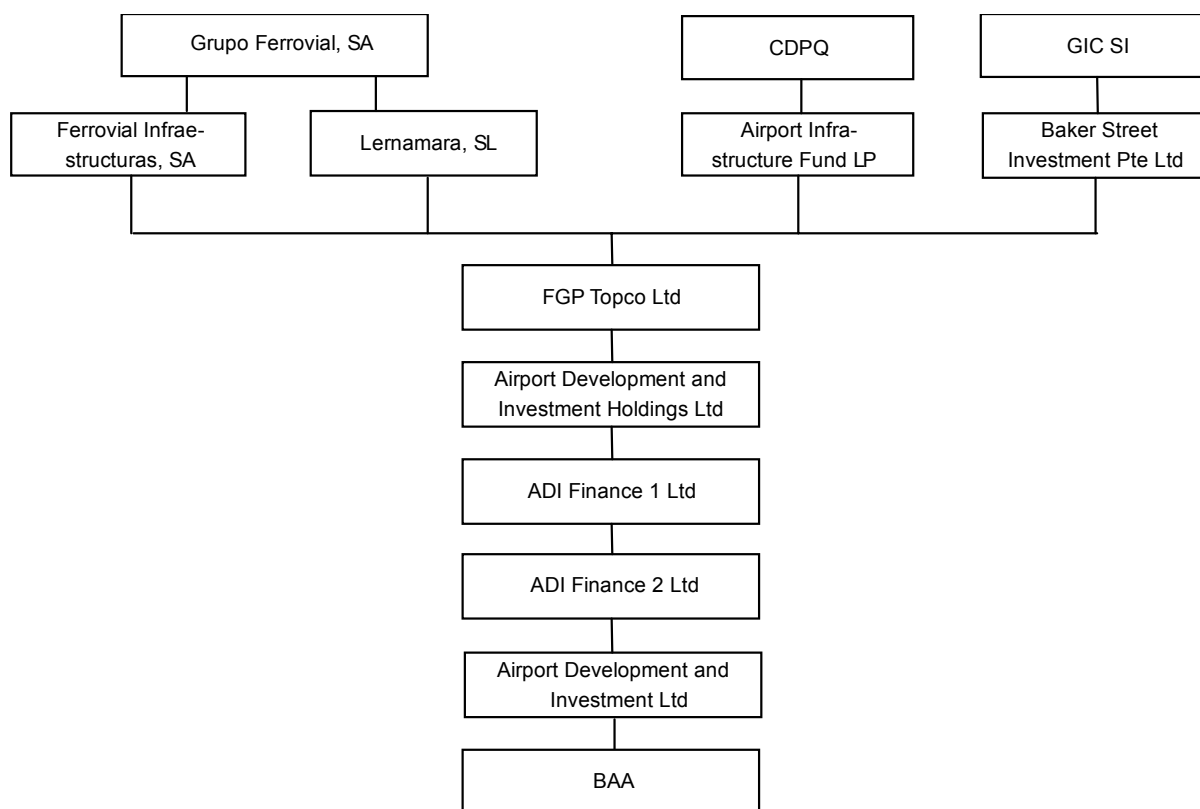 Grupo Ferrovial, SA
CDPQ
GIC SI
Ferrovial Infrae-
structuras, SA
Lernamara, SL
Airport Infra-
structure Fund LP
Baker Street
Investment Pte Ltd
FGP Topco Ltd
Airport Development and
Investment Holdings Ltd
ADI Finance 1 Ltd
ADI Finance 2 Ltd
Airport Development and
Investment Ltd
BAA